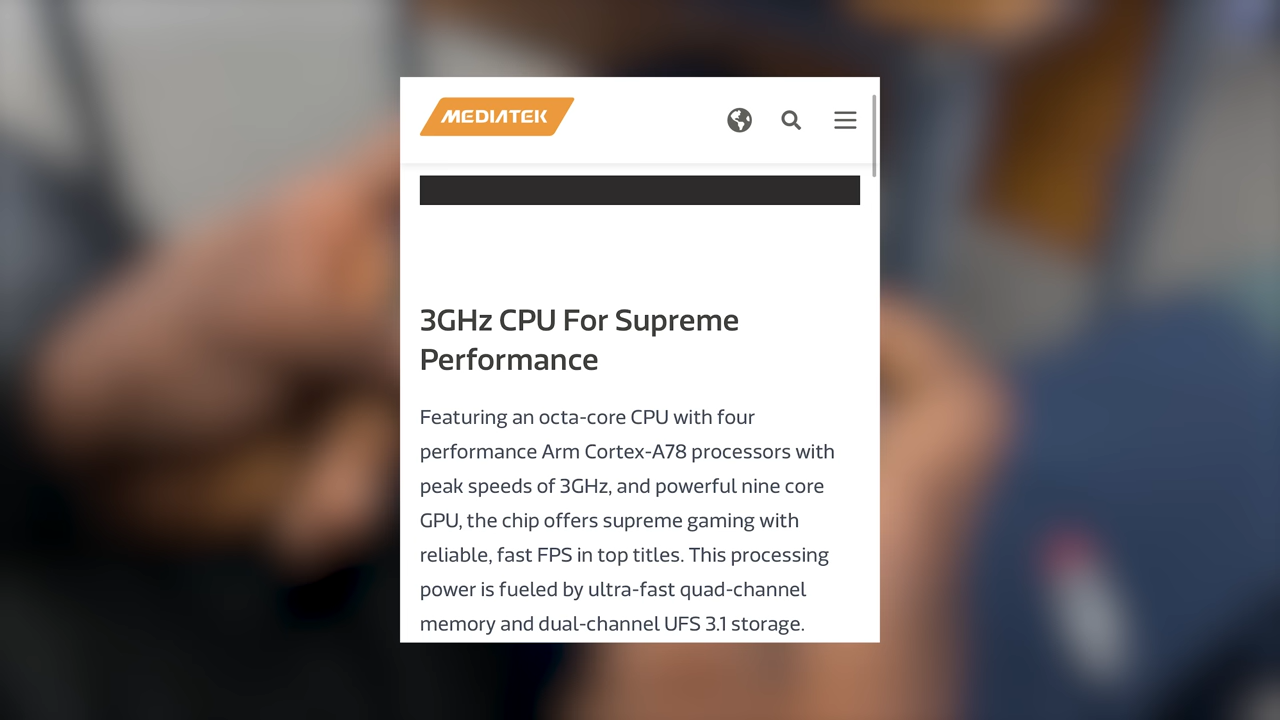 MEDIATEK
3GHz CPU For Supreme
Performance
Featuring an octa-core CPU with four
performance Arm Cortex-A78 processors with
peak speeds of 3GHz, and powerful nine core
GPU, the chip offers supreme gaming with
reliable, fast FPS in top titles. This processing
power is fueled by ultra-fast quad-channel
memory and dual-channel UFS 3.1 storage.